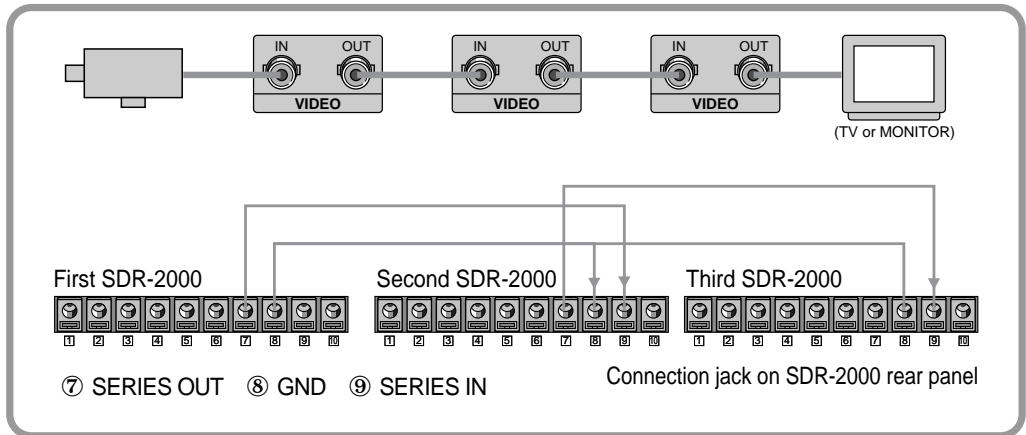 IN OUT IN OUT IN OUT
VIDEO VIDEO VIDEO
(TV or MONITOR)
First SDR-2000 Second SDR-2000 Third SDR-2000
1 2 3 4 5 6 7 8 9 10 1 2 3 4 5 6 7 8 9 10 1 2 3 4 5 6 7 8 9 10
⑦ SERIES OUT ⑧ GND ⑨ SERIES IN Connection jack on SDR-2000 rear panel